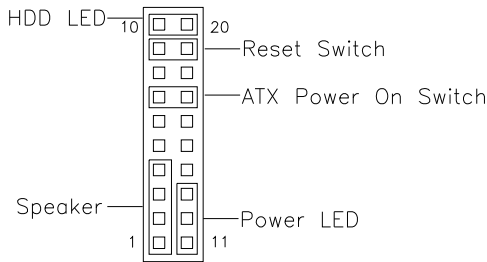 HDD LED
10 20
Reset Switch
ATX Power On Switch
Speaker
Power LED
1 11